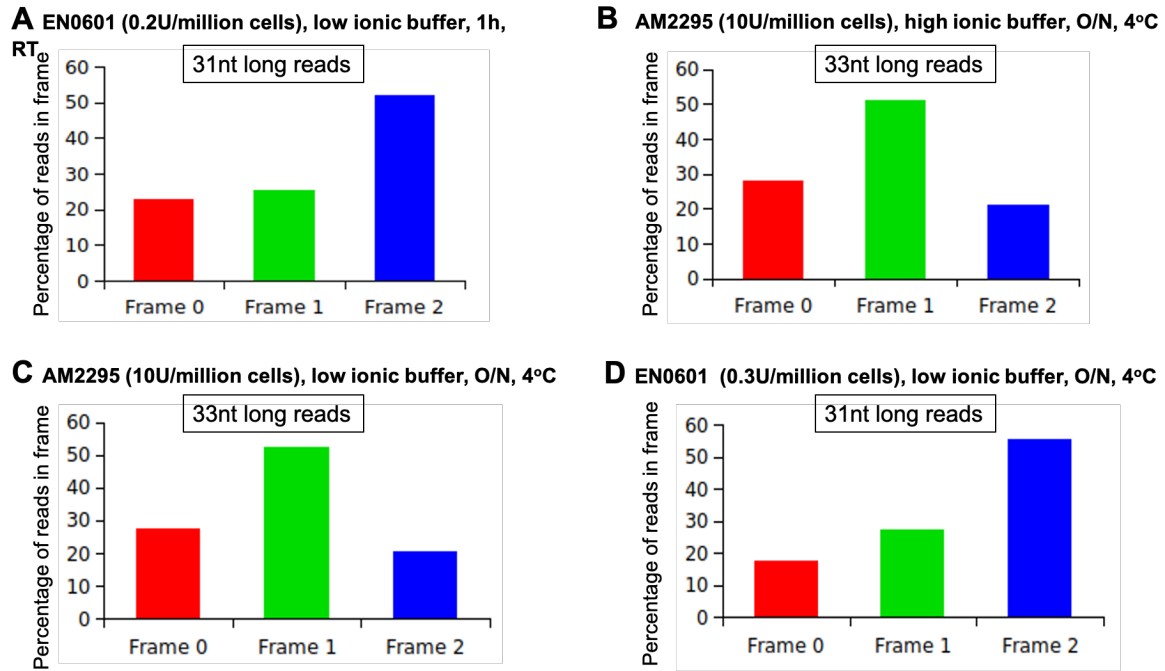 A EN0601 (0.2U/million cells), low ionic buffer, 1h,
RT
31nt long reads
Percentage of reads in frame
60
50
40
30
20
10
0
Frame 0 Frame 1 Frame 2
B AM2295 (10U/million cells), high ionic buffer, O/N, 4ºC
33nt long reads
Percentage of reads in frame
60
50
40
30
20
10
0
Frame 0 Frame 1 Frame 2
C AM2295 (10U/million cells), low ionic buffer, O/N, 4ºC
33nt long reads
Percentage of reads in frame
60
50
40
30
20
10
0
Frame 0 Frame 1 Frame 2
D EN0601 (0.3U/million cells), low ionic buffer, O/N, 4ºC
31nt long reads
Percentage of reads in frame
60
50
40
30
20
10
0
Frame 0 Frame 1 Frame 2